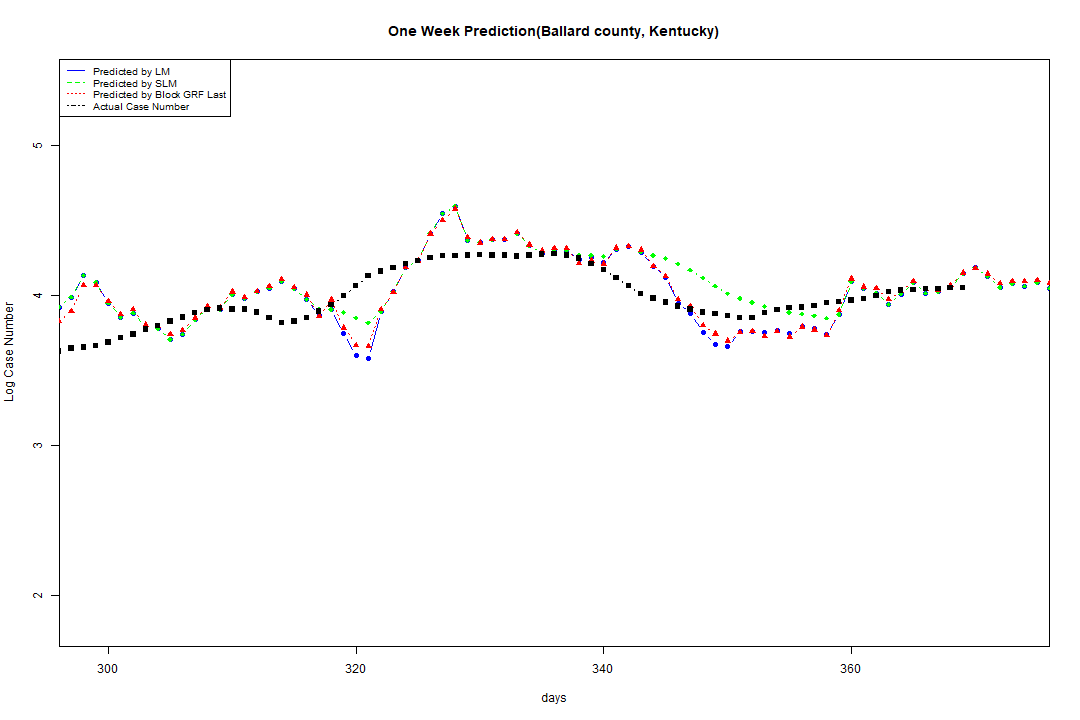 One Week Prediction(Ballard county, Kentucky)
Predicted by LM
Predicted by SLM
Predicted by Block GRF Last
Actual Case Number
5
4
3
2
Log Case Number
300
320
340
360
days